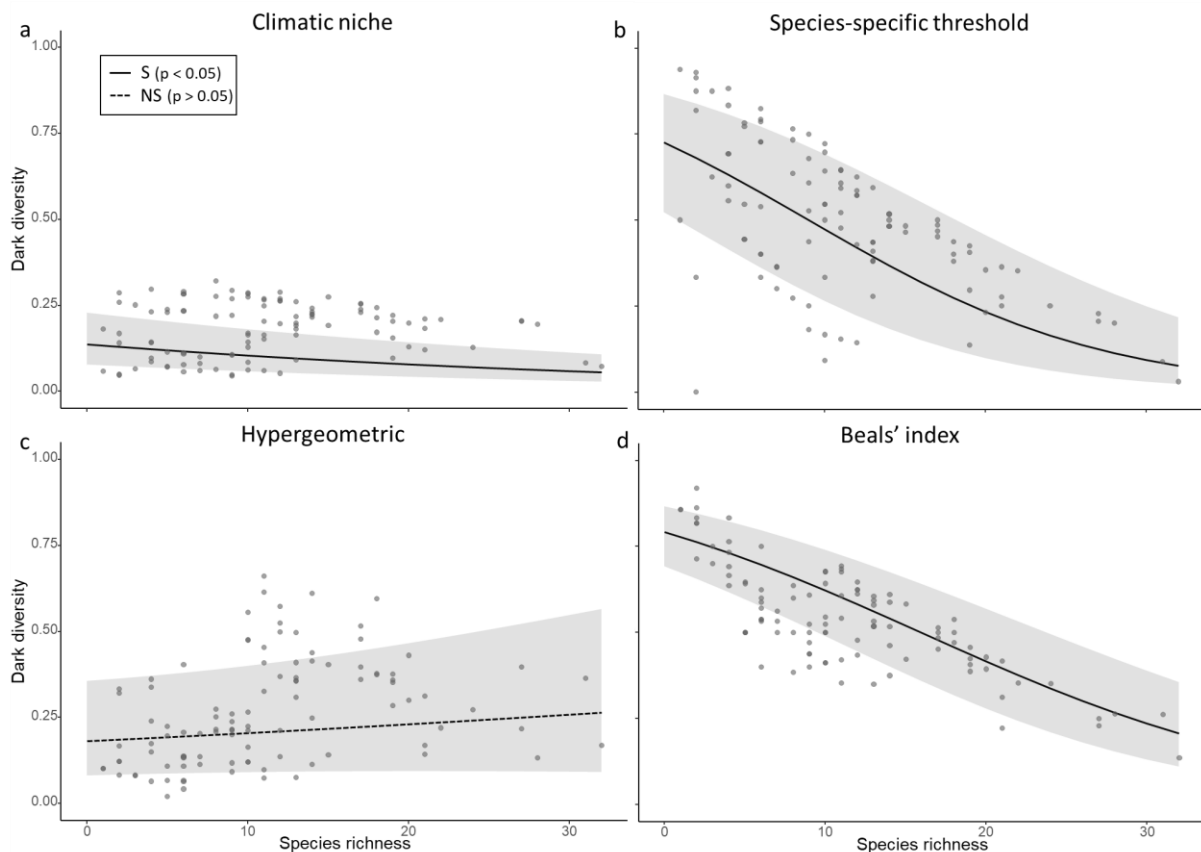 a
Climatic niche
b
Species-specific threshold
1.00
0.75
0.50
0.25
0.00
Dark diversity
S (p < 0.05)
NS (p > 0.05)
c
Hypergeometric
d
Beals’ index
1.00
0.75
0.50
0.25
0.00
Dark diversity
0
10
20
30
Species richness
0
10
20
30
Species richness